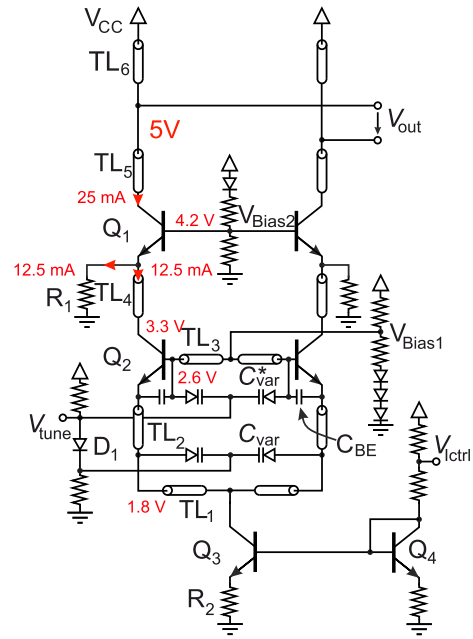 V_CC
TL_6
V_out
5V
TL_5
25 mA
Q_1
4.2 V
V_Bias2
12.5 mA
12.5 mA
R_1
TL_4
3.3 V
TL_3
V_Bias1
Q_2
2.6 V
C*_var
V_tune
D_1
TL_2
C_var
C_BE
V_Ictrl
1.8 V
TL_1
Q_3
Q_4
R_2